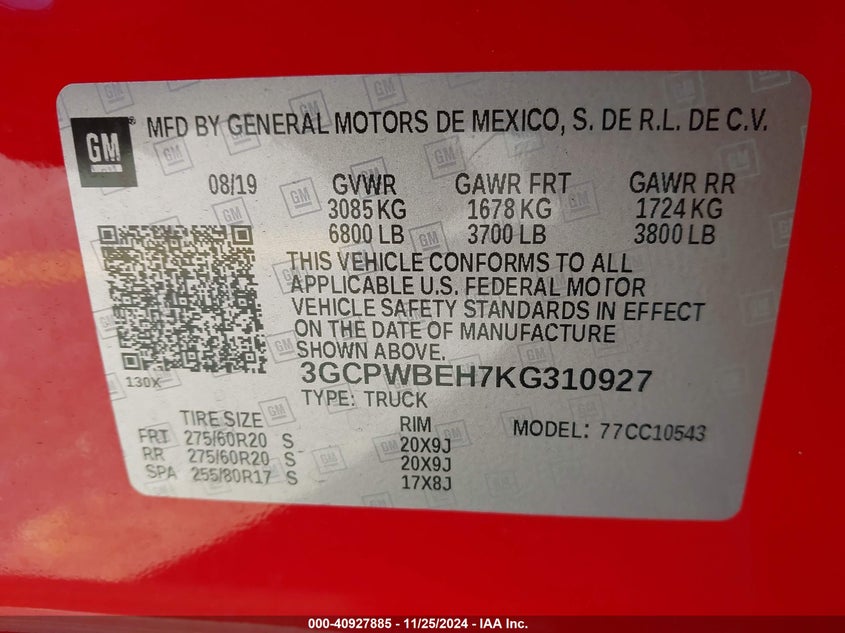 GM
® MFD BY GENERAL MOTORS DE MEXICO, S. DE R.L. DE C.V.
08/19 GVWR GAWR FRT GAWR RR
3085 KG 1678 KG 1724 KG
6800 LB 3700 LB 3800 LB
THIS VEHICLE CONFORMS TO ALL
APPLICABLE U.S. FEDERAL MOTOR
VEHICLE SAFETY STANDARDS IN EFFECT
ON THE DATE OF MANUFACTURE
SHOWN ABOVE.
130X
3GCPWBEH7KG310927
TYPE: TRUCK
TIRE SIZE RIM MODEL: 77CC10543
FRT 275/60R20 S 20X9J
RR 275/60R20 S 20X9J
SPA 255/80R17 S 17X8J
000-40927885 - 11/25/2024 - IAA Inc.